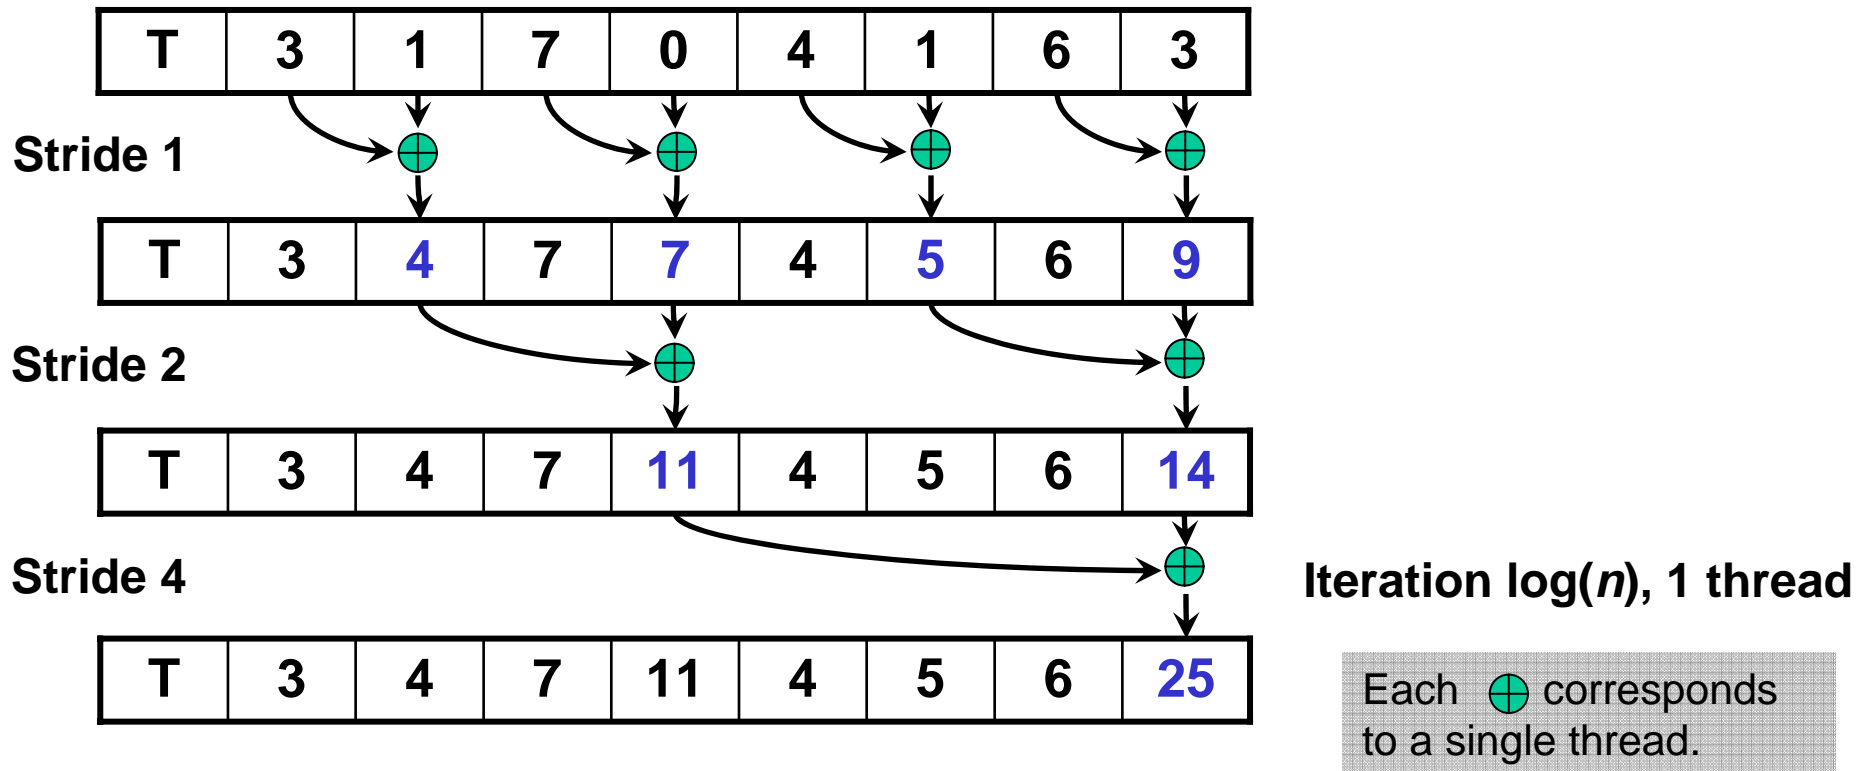 T 3 1 7 0 4 1 6 3
Stride 1
T 3 4 7 7 4 5 6 9
Stride 2
T 3 4 7 11 4 5 6 14
Stride 4
Iteration log(n), 1 thread
T 3 4 7 11 4 5 6 25
Each corresponds
to a single thread.